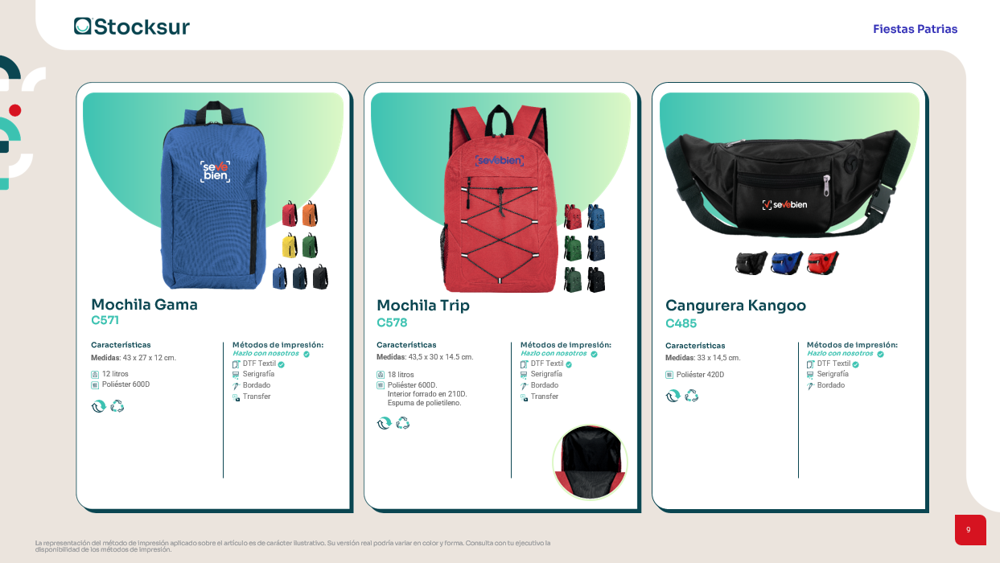 Stocksur
Fiestas Patrias
seve
bien
sevebien
sevebien
Mochila Gama
C571
Características
Medidas: 43 x 27 x 12 cm.
12 litros
Poliéster 600D
Métodos de impresión:
Hazlo con nosotros
DTF Textil
Serigrafía
Bordado
Transfer
Mochila Trip
C578
Características
Medidas: 43,5 x 30 x 14.5 cm.
18 litros
Poliéster 600D.
Interior forrado en 210D.
Espuma de polietileno.
Métodos de impresión:
Hazlo con nosotros
DTF Textil
Serigrafía
Bordado
Transfer
Cangurera Kangoo
C485
Características
Medidas: 33 x 14,5 cm.
Poliéster 420D
Métodos de impresión:
Hazlo con nosotros
DTF Textil
Serigrafía
Bordado
La representación del método de impresión aplicado sobre el artículo es de carácter ilustrativo. Su versión real podría variar en color y forma. Consulta con tu ejecutivo la
disponibilidad de los métodos de impresión.
9